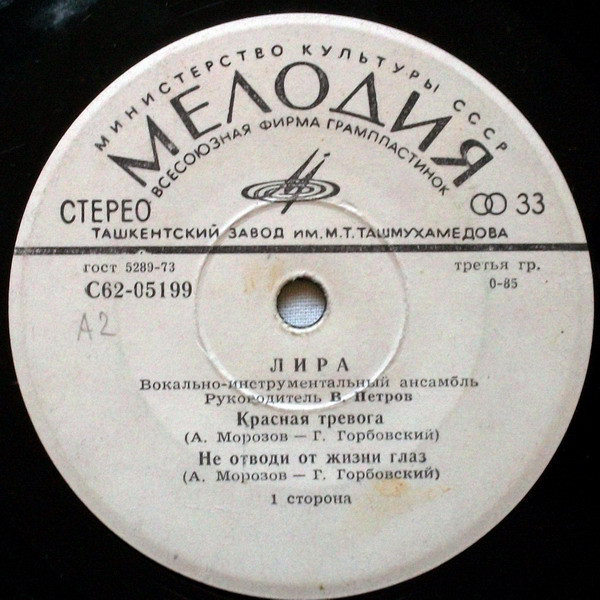 МИНИСТЕРСТВО КУЛЬТУРЫ СССР
МЕЛОДИЯ
ВСЕСОЮЗНАЯ ФИРМА ГРАМПЛАСТИНОК
СТЕРЕО
33
ТАШКЕНТСКИЙ ЗАВОД ИМ. М.Т. ТАШМУХАМЕДОВА
гост 5289-73
третья гр.
С62-05199
0-85
А2
ЛИРА
Вокально-инструментальный ансамбль
Руководитель В. Петров
Красная тревога
(А. Морозов — Г. Горбовский)
Не отводи от жизни глаз
(А. Морозов — Г. Горбовский)
1 сторона